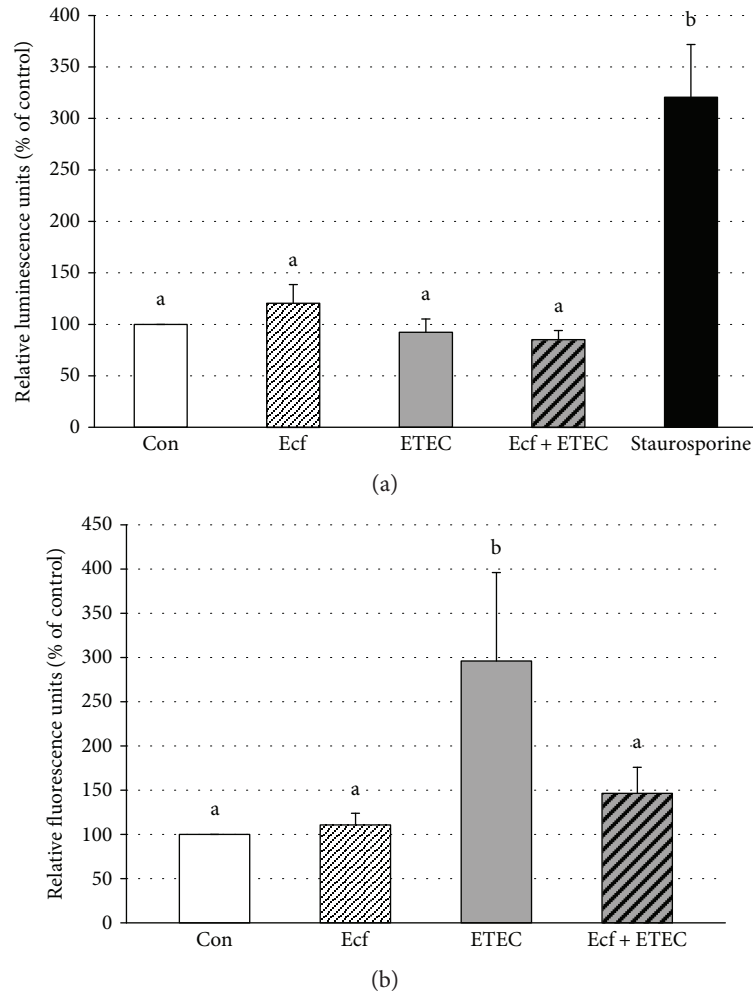 Relative luminescence units (% of control)
400
350
300
250
200
150
100
50
0
a
a
a
a
b
Con
Ecf
ETEC
Ecf + ETEC
Staurosporine
(a)
Relative fluorescence units (% of control)
450
400
350
300
250
200
150
100
50
0
a
a
b
a
Con
Ecf
ETEC
Ecf + ETEC
(b)